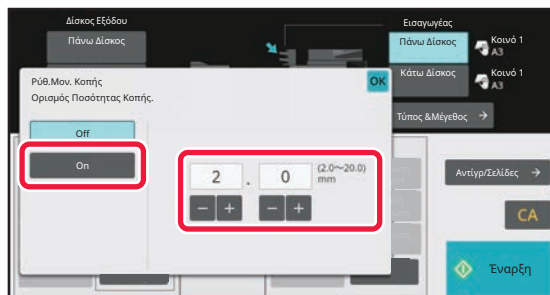 Δίσκος Εξόδου
Εισαγωγέας
Πάνω Δίσκος
Πάνω Δίσκος
Κοινό 1
A3
Κάτω Δίσκος
Κοινό 1
A3
Τύπος &Μέγεθος
Ρύθ.Μον. Κοπής
OK
Ορισμός Ποσότητας Κοπής.
Off
On
2 . 0 (2.0~20.0)
mm
− + − +
Αντίγρ/Σελίδες
CA
Έναρξη